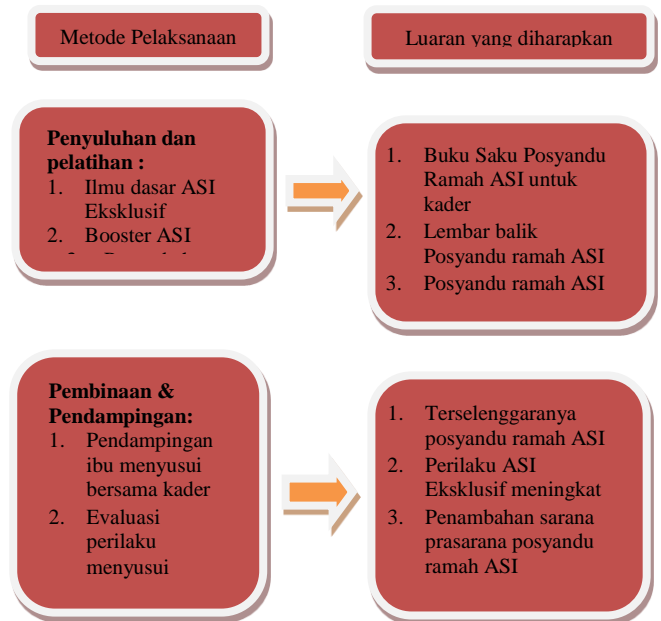 Metode Pelaksanaan
Luaran yang diharapkan
Penyuluhan dan
pelatihan :
1. Ilmu dasar ASI
Eksklusif
2. Booster ASI
1. Buku Saku Posyandu
Ramah ASI untuk
kader
2. Lembar balik
Posyandu ramah ASI
3. Posyandu ramah ASI
Pembinaan &
Pendampingan:
1. Pendampingan
ibu menyusui
bersama kader
2. Evaluasi
perilaku
menyusui
1. Terselenggaranya
posyandu ramah ASI
2. Perilaku ASI
Eksklusif meningkat
3. Penambahan sarana
prasarana posyandu
ramah ASI